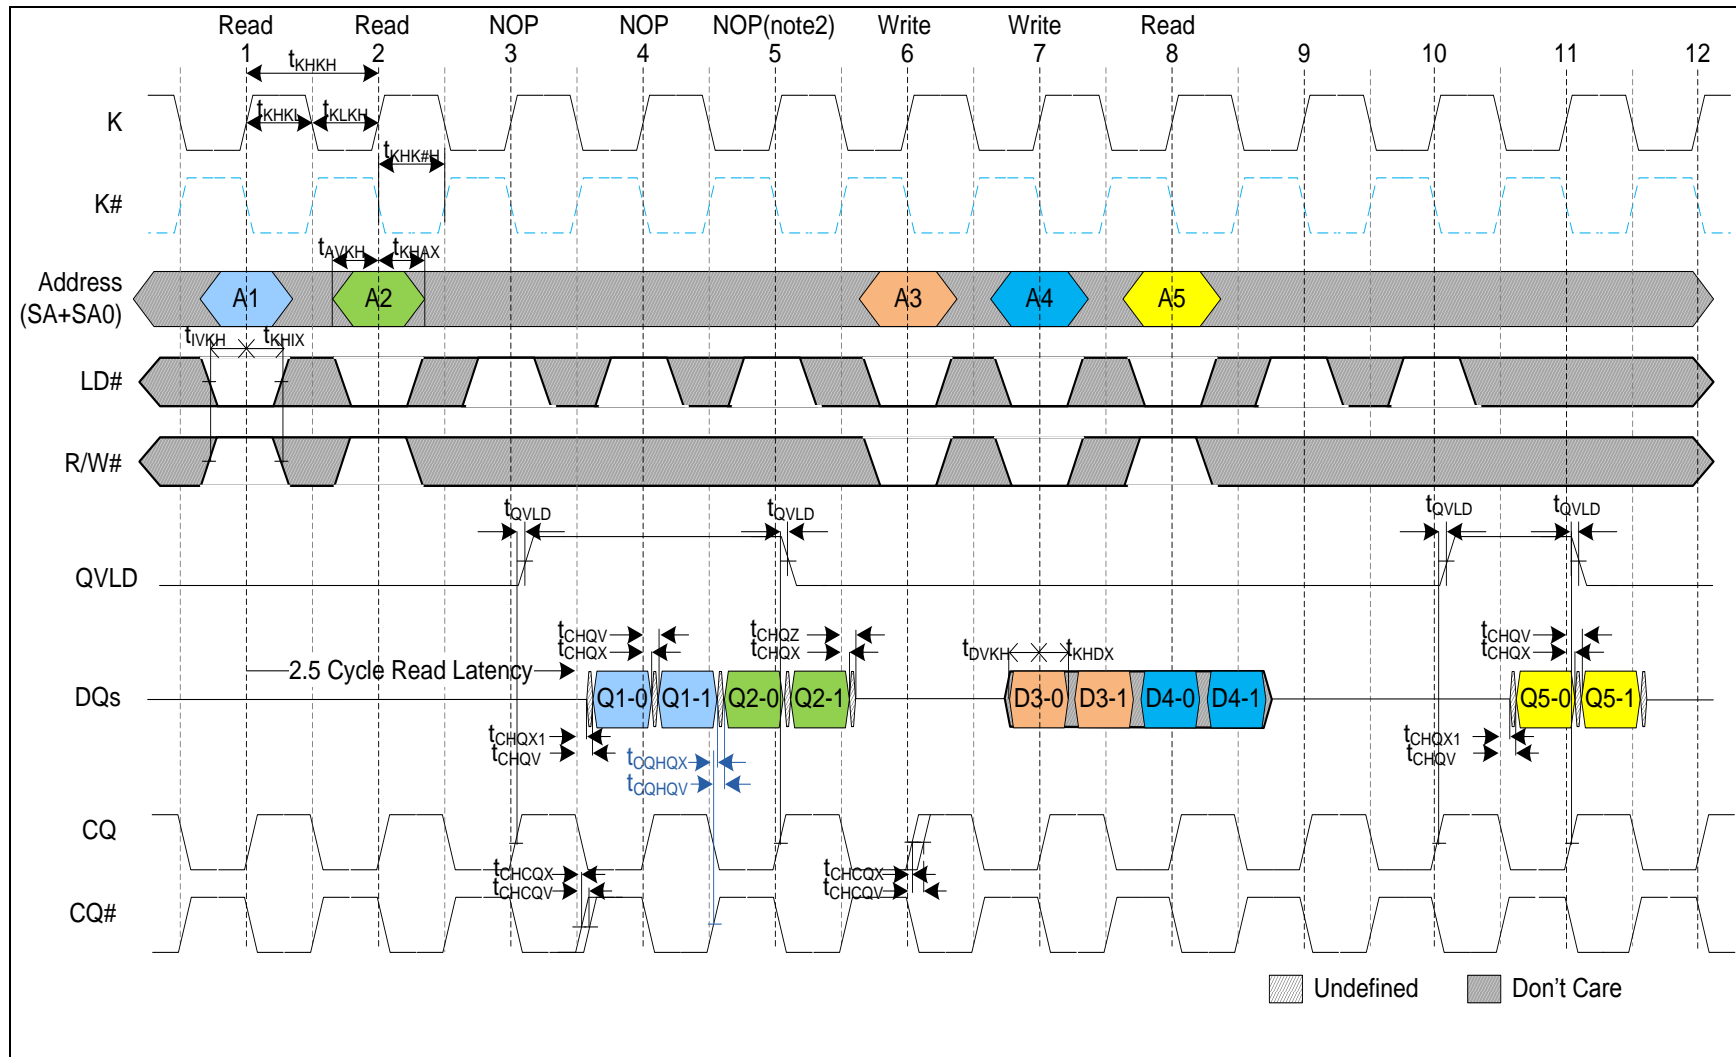 Read Read NOP NOP NOP(note2) Write Write Read
1 2 3 4 5 6 7 8 9 10 11 12
tKHKH
K tKHKL tKLKH
tKHK#H
K#
tAVKH tKHAX
Address
(SA+SA0) A1 A2 A3 A4 A5
tIVKH tKHIX
LD#
R/W#
tQVLD tQVLD tQVLD tQVLD
QVLD
tCHQV tCHQZ tCHQV
tCHQX tCHQX tDVKH tKHDX tCHQX
2.5 Cycle Read Latency
DQs Q1-0 Q1-1 Q2-0 Q2-1 D3-0 D3-1 D4-0 D4-1 Q5-0 Q5-1
tCHQX1 tCHQX1
tCHQV tCHQV
tCQHQX
tCQHQV
CQ
tCHCQX tCHCQX
tCHCQV tCHCQV
CQ#
Undefined Don't Care